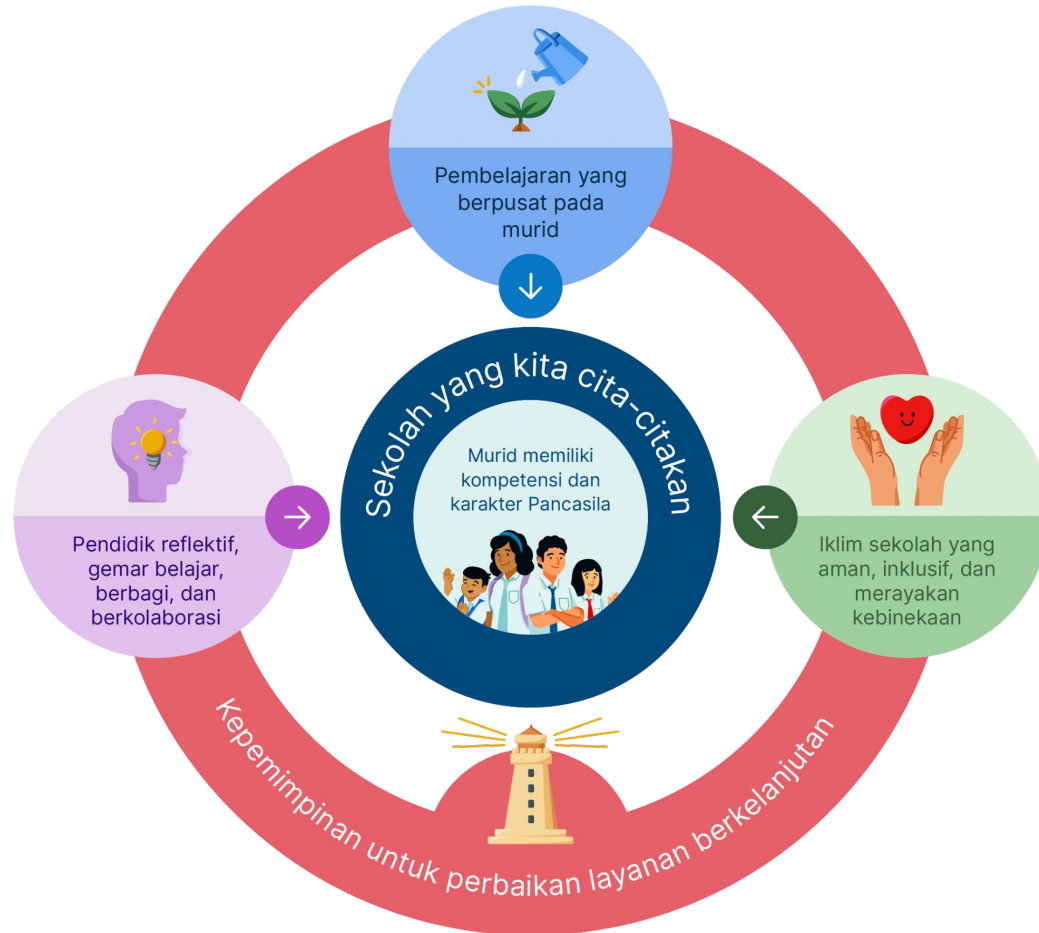 Pembelajaran yang
berpusat pada
murid
Sekolah yang kita cita-citakan
Murid memiliki
kompetensi dan
karakter Pancasila
Pendidik reflektif,
gemar belajar,
berbagi, dan
berkolaborasi
Iklim sekolah yang
aman, inklusif, dan
merayakan
kebinekaan
Kepemimpinan untuk perbaikan layanan berkelanjutan